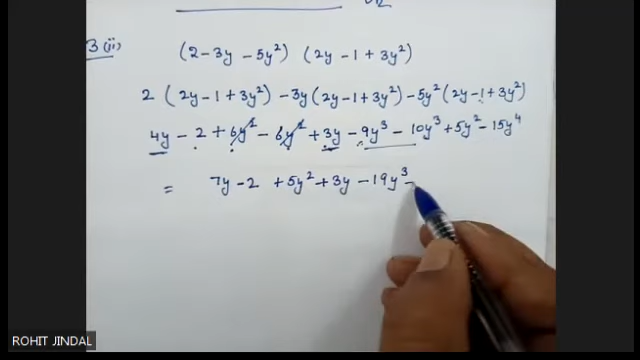 3 (ii) (2 - 3y - 5y²) (2y - 1 + 3y²)
2 (2y - 1 + 3y²) - 3y (2y - 1 + 3y²) - 5y² (2y - 1 + 3y²)
4y - 2 + 6y² - 6y² + 3y - 9y³ - 10y³ + 5y² - 15y⁴
= 7y - 2 + 5y² + 3y - 19y³ -
ROHIT JINDAL